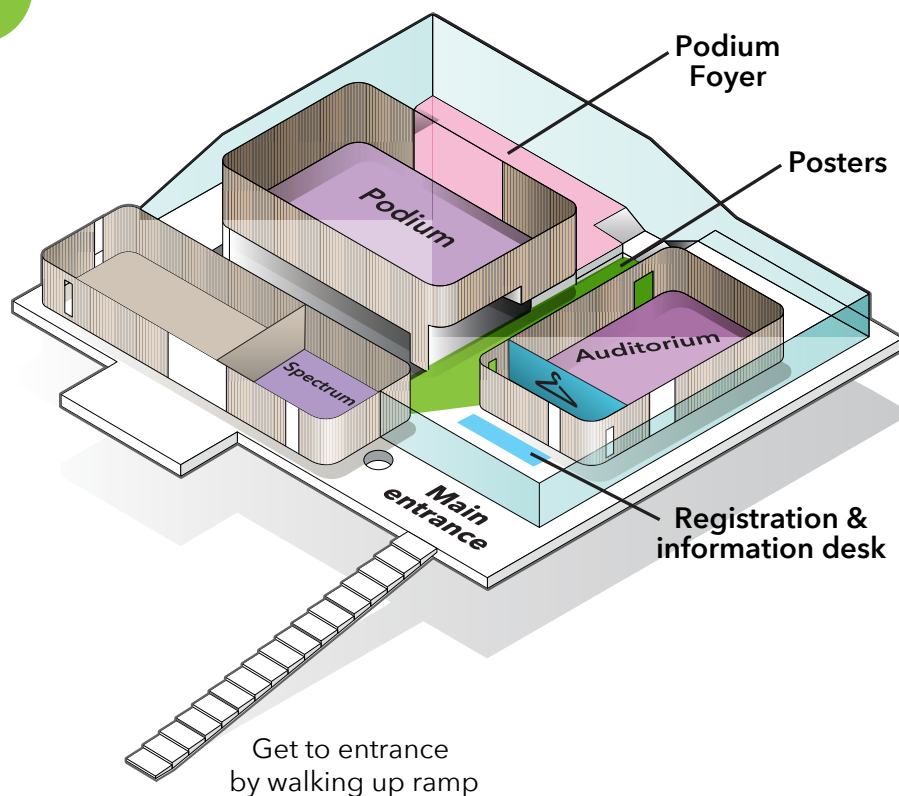 Podium
Foyer
Posters
Podium
Auditorium
Spectrum
Main
entrance
Registration &
information desk
Get to entrance
by walking up ramp